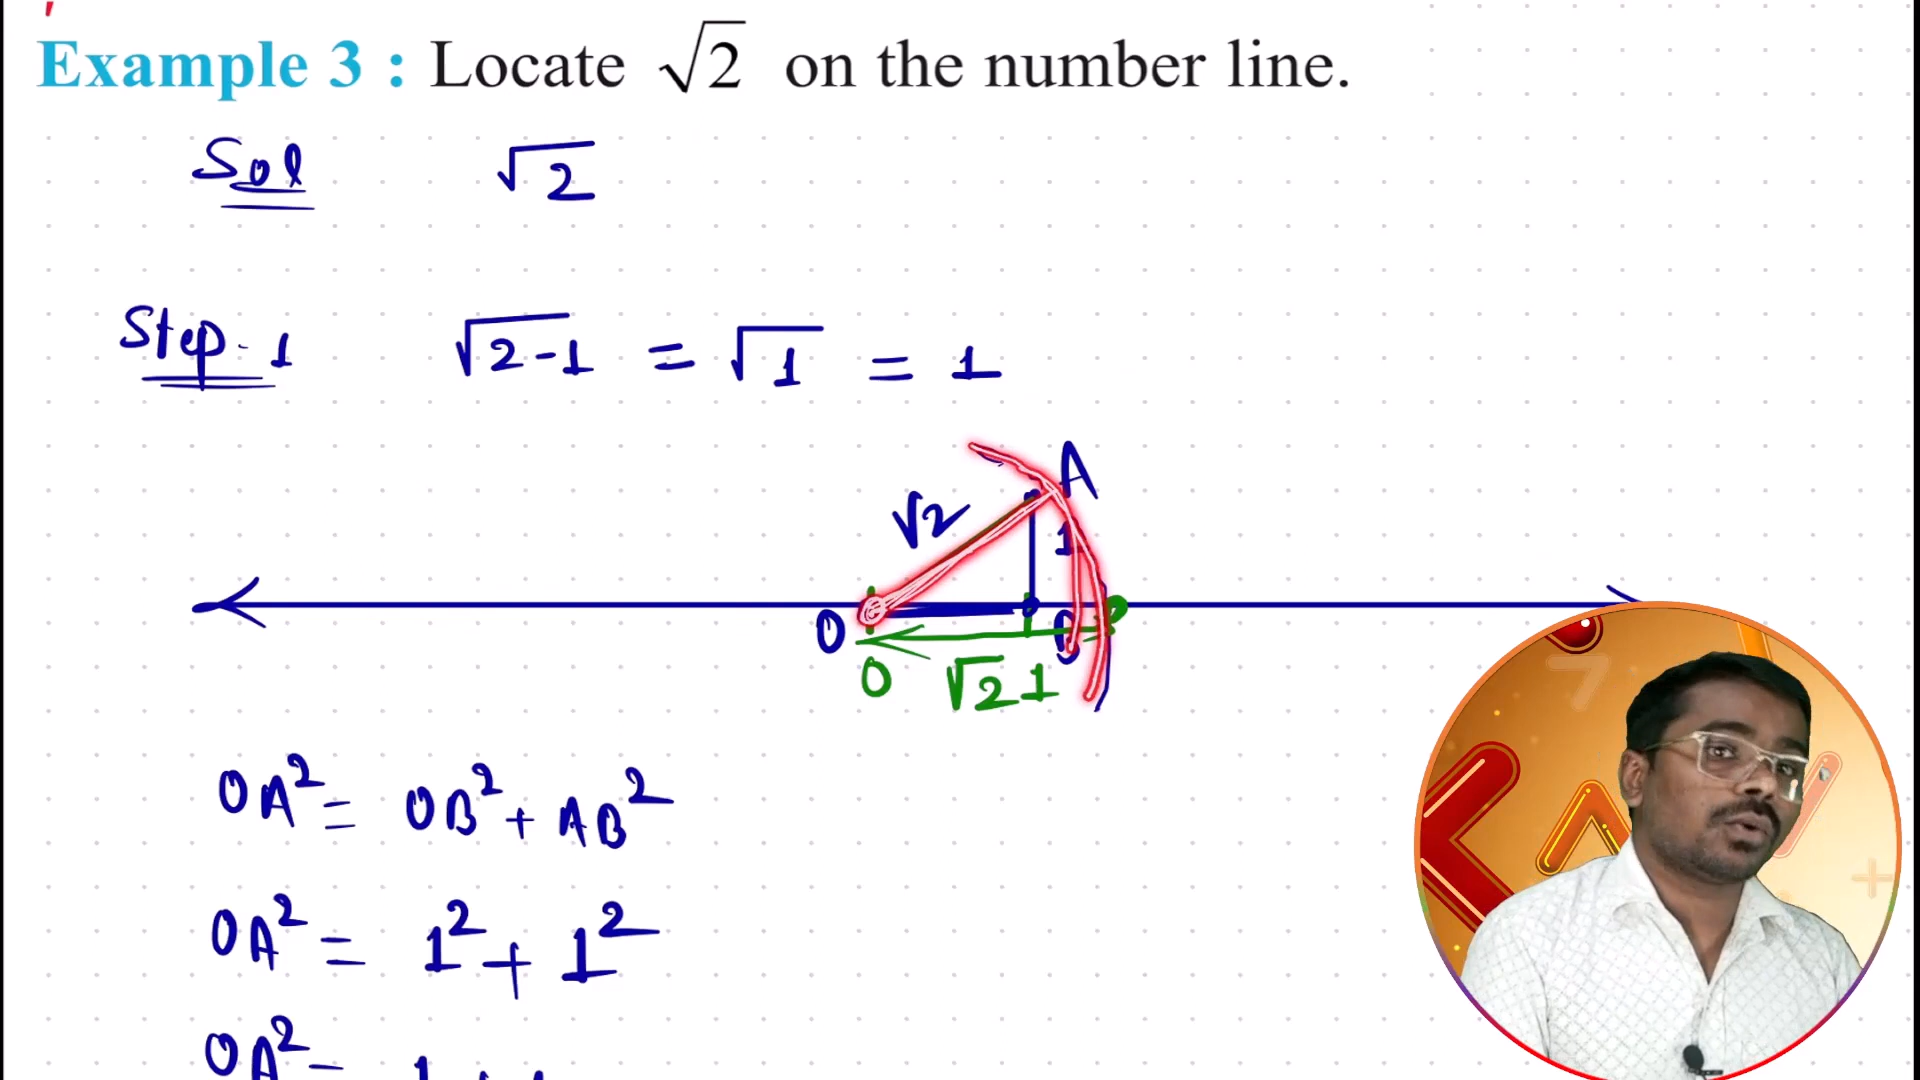 Example 3 : Locate √2 on the number line.
Sol √2
Step-1 √2-1 = √1 = 1
A
√2
1
O
0 √2 1
OA² = OB² + AB²
OA² = 1² + 1²
OA² =